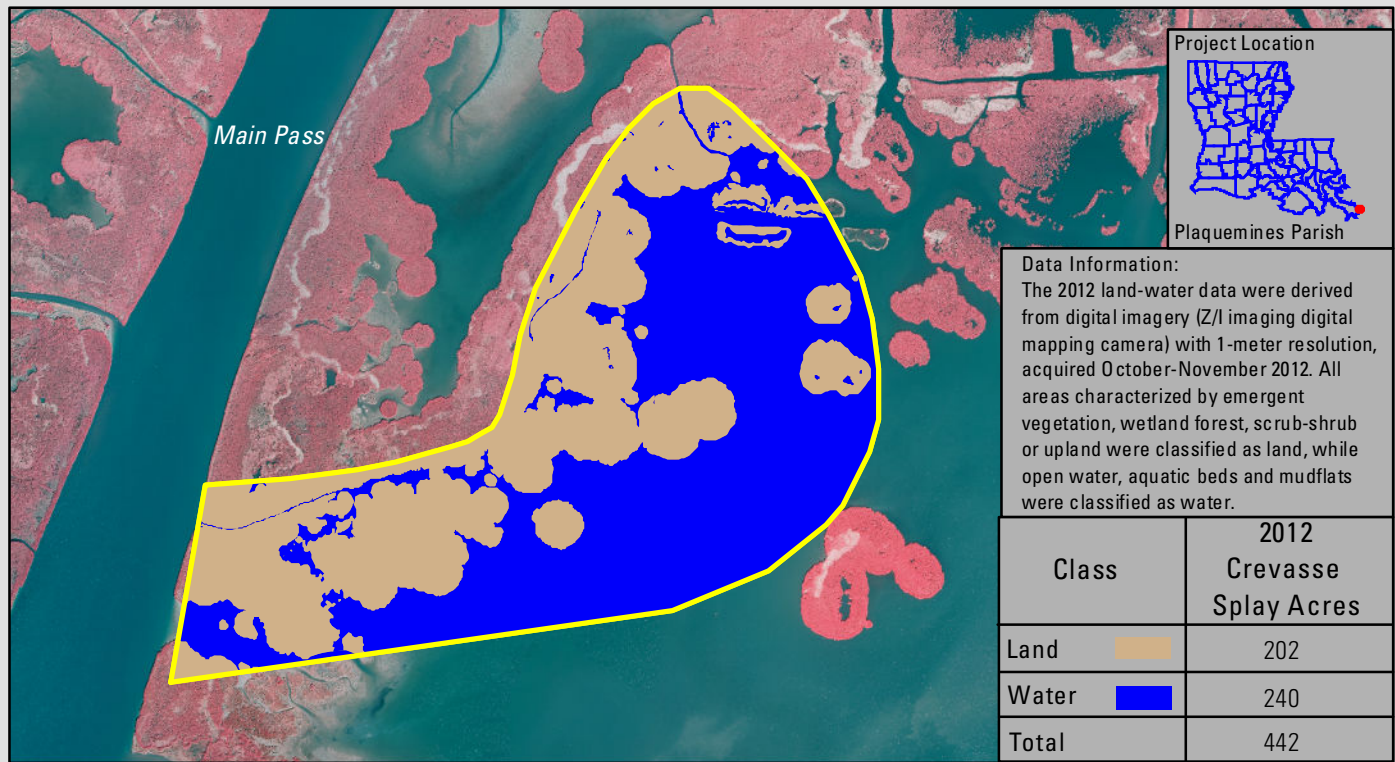 Main Pass
Project Location
Plaquemines Parish
Data Information:
The 2012 land-water data were derived
from digital imagery (Z/I imaging digital
mapping camera) with 1-meter resolution,
acquired October-November 2012. All
areas characterized by emergent
vegetation, wetland forest, scrub-shrub
or upland were classified as land, while
open water, aquatic beds and mudflats
were classified as water.
Class
2012
Crevasse
Splay Acres
Land 202
Water 240
Total 442